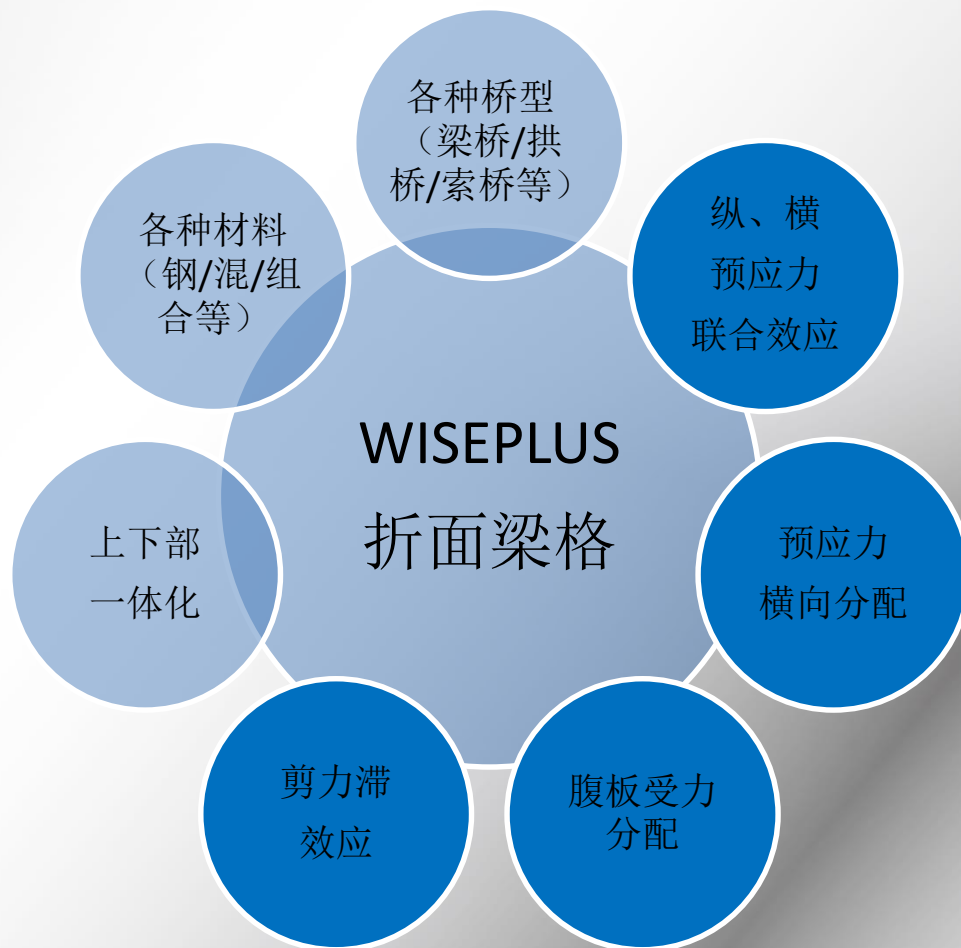 各种桥型
（梁桥/拱
桥/索桥等）
纵、横
预应力
联合效应
各种材料
（钢/混/组
合等）
WISEPLUS
折面梁格
上下部
一体化
预应力
横向分配
剪力滞
效应
腹板受力
分配